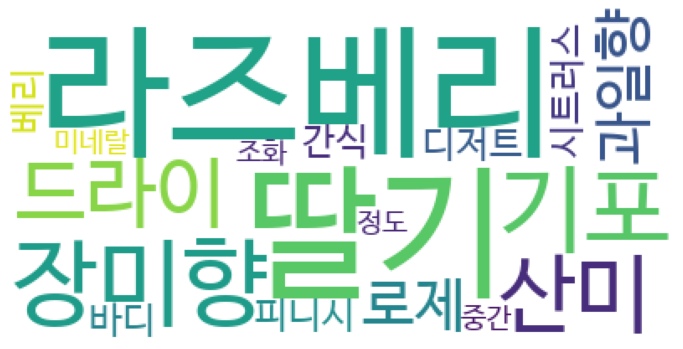 라즈베리
시트러스
과일향
베리
미네랄
조화
간식
디저트
드라이
딸기
정도
기포
장미향
바디
피니시
로제
중간
산미